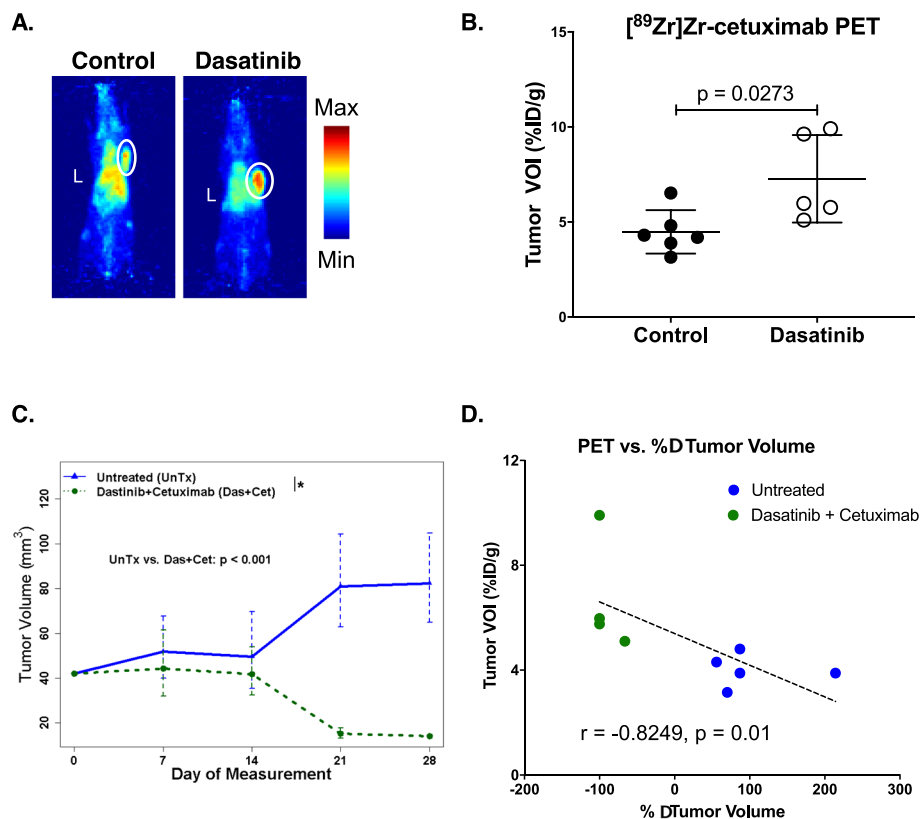 A.
Control Dasatinib
L
L
Max
Min
B.
[⁸⁹Zr]Zr-cetuximab PET
p = 0.0273
Tumor VOI (%ID/g)
15
10
5
0
Control Dasatinib
C.
Untreated (UnTx)
Dastinib+Cetuximab (Das+Cet)
*
UnTx vs. Das+Cet: p < 0.001
Tumor Volume (mm³)
120
100
80
60
40
20
0 7 14 21 28
Day of Measurement
D.
PET vs. %D Tumor Volume
Untreated
Dasatinib + Cetuximab
Tumor VOI (%ID/g)
12
8
4
0
r = -0.8249, p = 0.01
-200 -100 0 100 200 300
% DTumor Volume